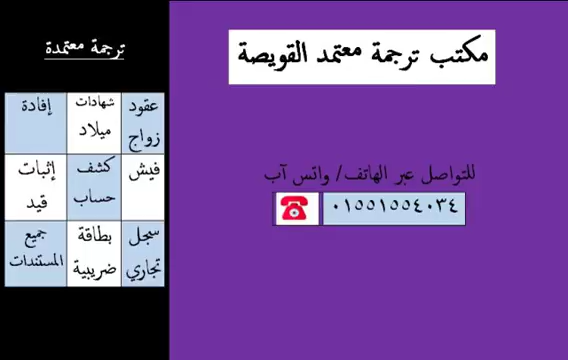 مكتب ترجمة معتمد القويصة
للتواصل عبر الهاتف/ واتس آب
٠١٥٥١٥٥٤٠٣٤
ترجمة معتمدة
عقود زواج
شهادات ميلاد
إفادة
فيش
كشف حساب
إثبات قيد
سجل تجاري
بطاقة ضريبية
جميع المستندات